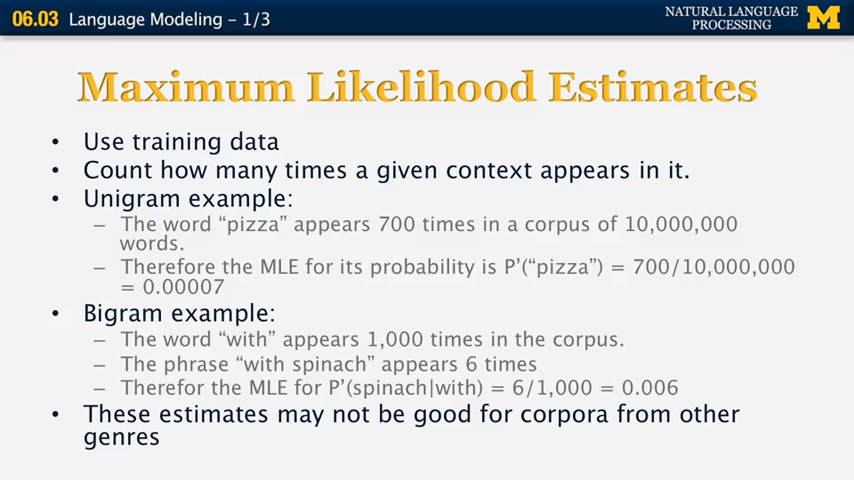 06.03 Language Modeling – 1/3
NATURAL LANGUAGE
PROCESSING
M
Maximum Likelihood Estimates
• Use training data
• Count how many times a given context appears in it.
• Unigram example:
– The word “pizza” appears 700 times in a corpus of 10,000,000
words.
– Therefore the MLE for its probability is P’(“pizza”) = 700/10,000,000
= 0.00007
• Bigram example:
– The word “with” appears 1,000 times in the corpus.
– The phrase “with spinach” appears 6 times
– Therefor the MLE for P’(spinach|with) = 6/1,000 = 0.006
• These estimates may not be good for corpora from other
genres